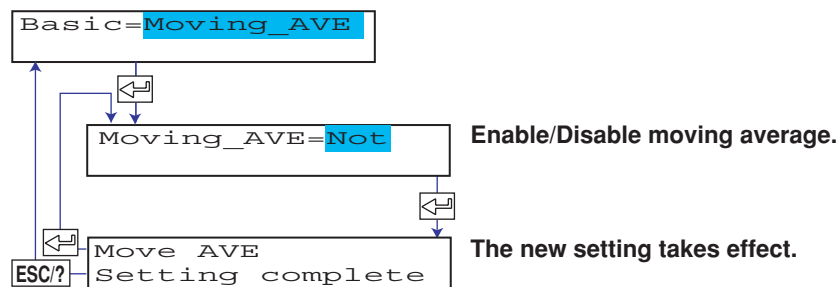 Basic=Moving_AVE
Moving_AVE=Not
Enable/Disable moving average.
Move AVE
Setting complete
The new setting takes effect.
ESC/?